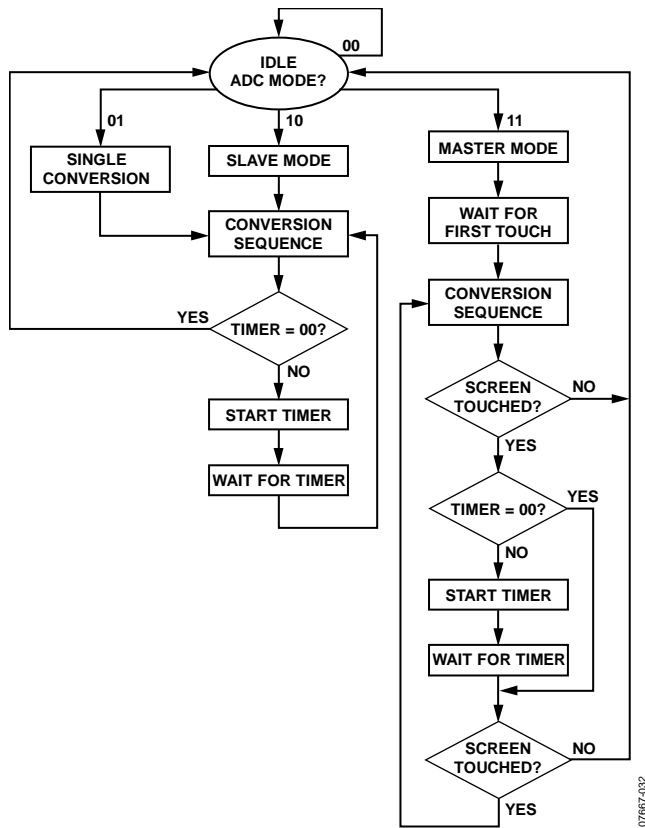 00
IDLE
ADC MODE?
01
10
11
SINGLE
CONVERSION
SLAVE MODE
MASTER MODE
CONVERSION
SEQUENCE
WAIT FOR
FIRST TOUCH
YES
TIMER = 00?
NO
START TIMER
WAIT FOR TIMER
CONVERSION
SEQUENCE
SCREEN
TOUCHED?
NO
YES
TIMER = 00?
YES
NO
START TIMER
WAIT FOR TIMER
SCREEN
TOUCHED?
NO
YES
07667-032